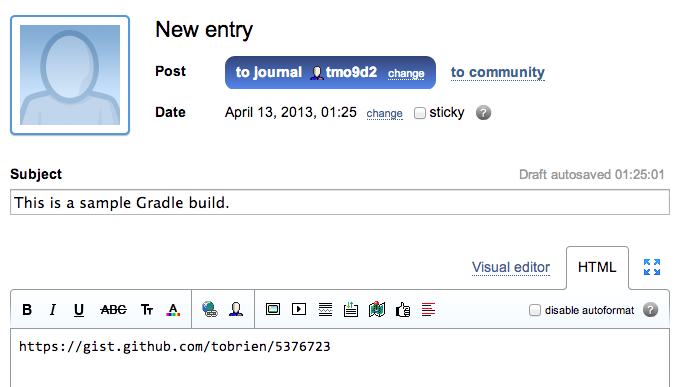 New entry
Post to journal tmo9d2 change to community
Date April 13, 2013, 01:25 change sticky ?
Subject Draft autosaved 01:25:01
This is a sample Gradle build.
Visual editor HTML
B I U ABC TT A disable autoformat ?
https://gist.github.com/tobrien/5376723